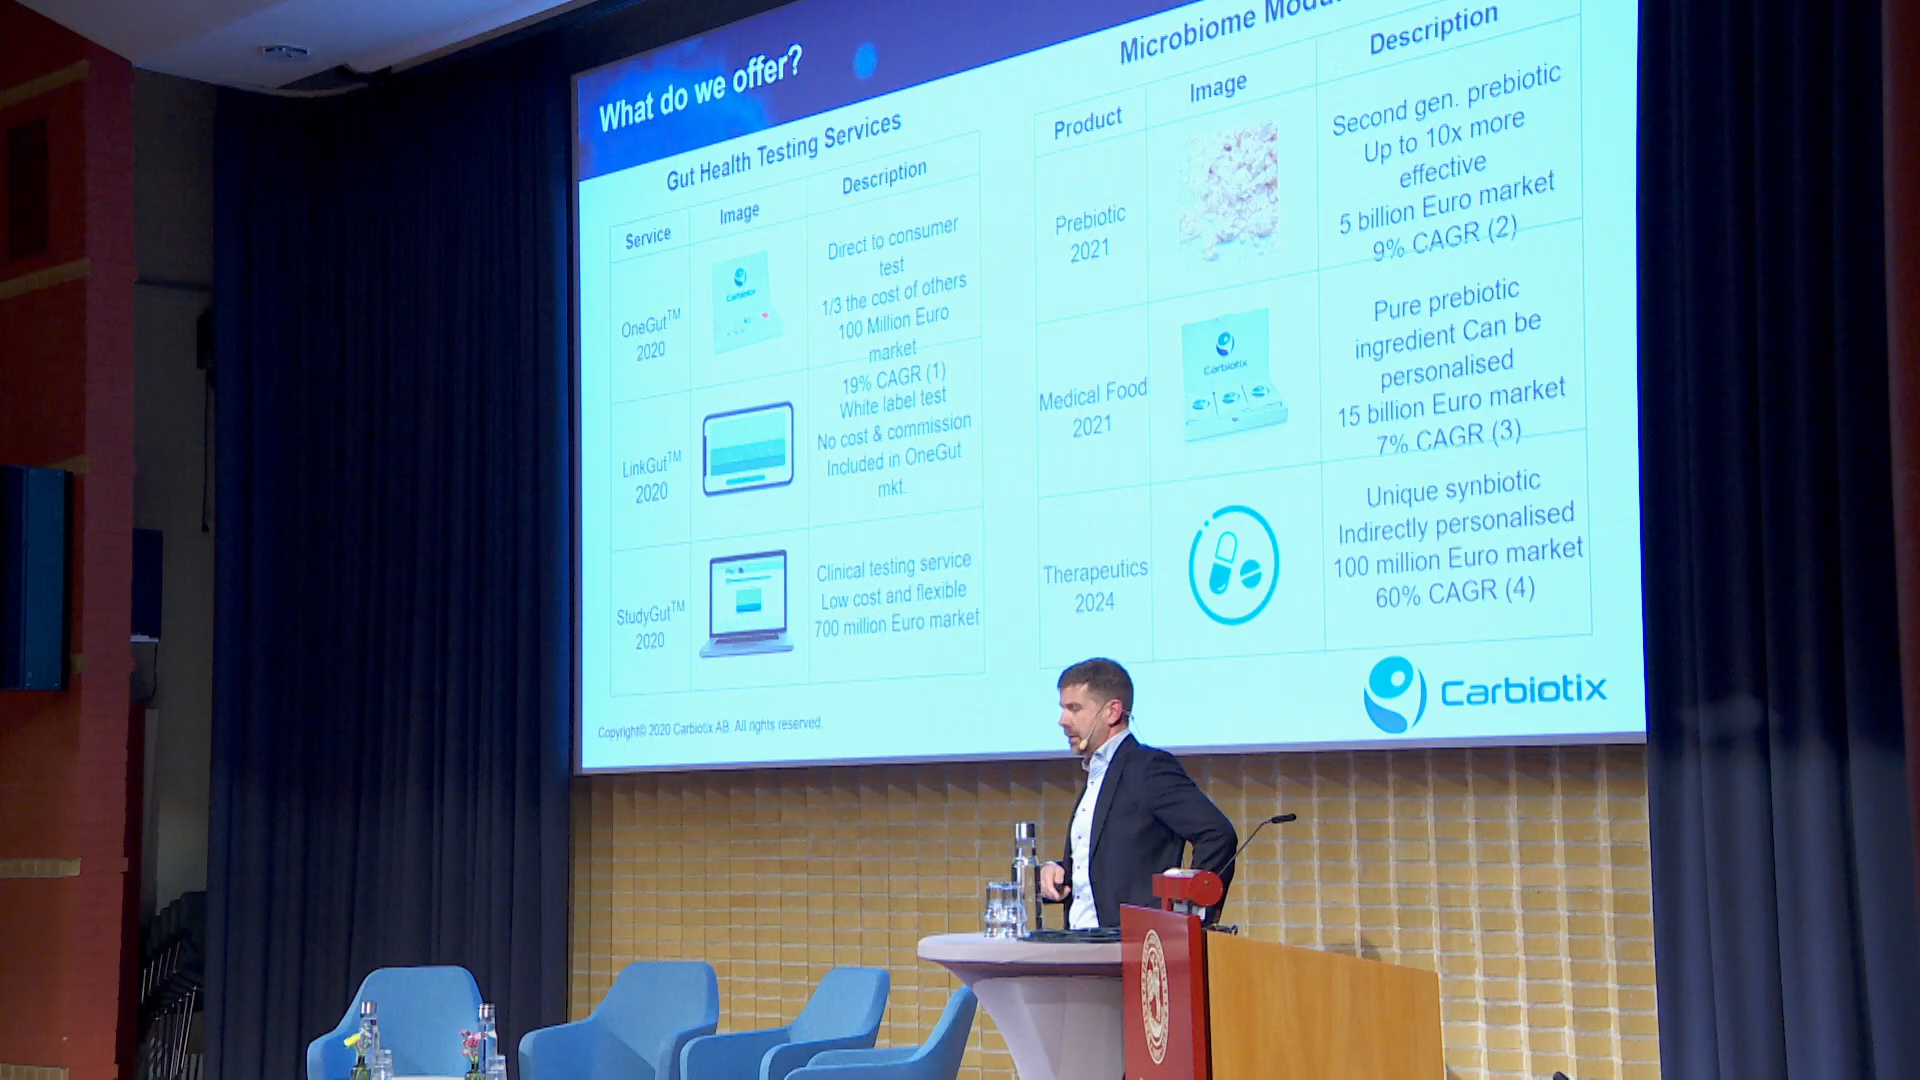 What do we offer?
Gut Health Testing Services
Service
Image
Description
OneGut™
2020
Carbiotix
Direct to consumer
test
1/3 the cost of others
100 Million Euro
market
19% CAGR (1)
LinkGut™
2020
White label test
No cost & commission
Included in OneGut
mkt.
StudyGut™
2020
Clinical testing service
Low cost and flexible
700 million Euro market
Microbiome
Product
Image
Description
Prebiotic
2021
Second gen. prebiotic
Up to 10x more
effective
5 billion Euro market
9% CAGR (2)
Medical Food
2021
Carbiotix
Pure prebiotic
ingredient Can be
personalised
15 billion Euro market
7% CAGR (3)
Therapeutics
2024
Unique synbiotic
Indirectly personalised
100 million Euro market
60% CAGR (4)
Carbiotix
Copyright© 2020 Carbiotix AB. All rights reserved.